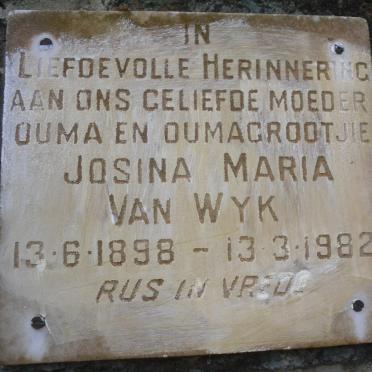 IN
LIEFDEVOLLE HERINNERING
AAN ONS GELIEFDE MOEDER
OUMA EN OUMAGROOTJIE
JOSINA MARIA
VAN WYK
13·6·1898 – 13·3·1982
RUS IN VREDE